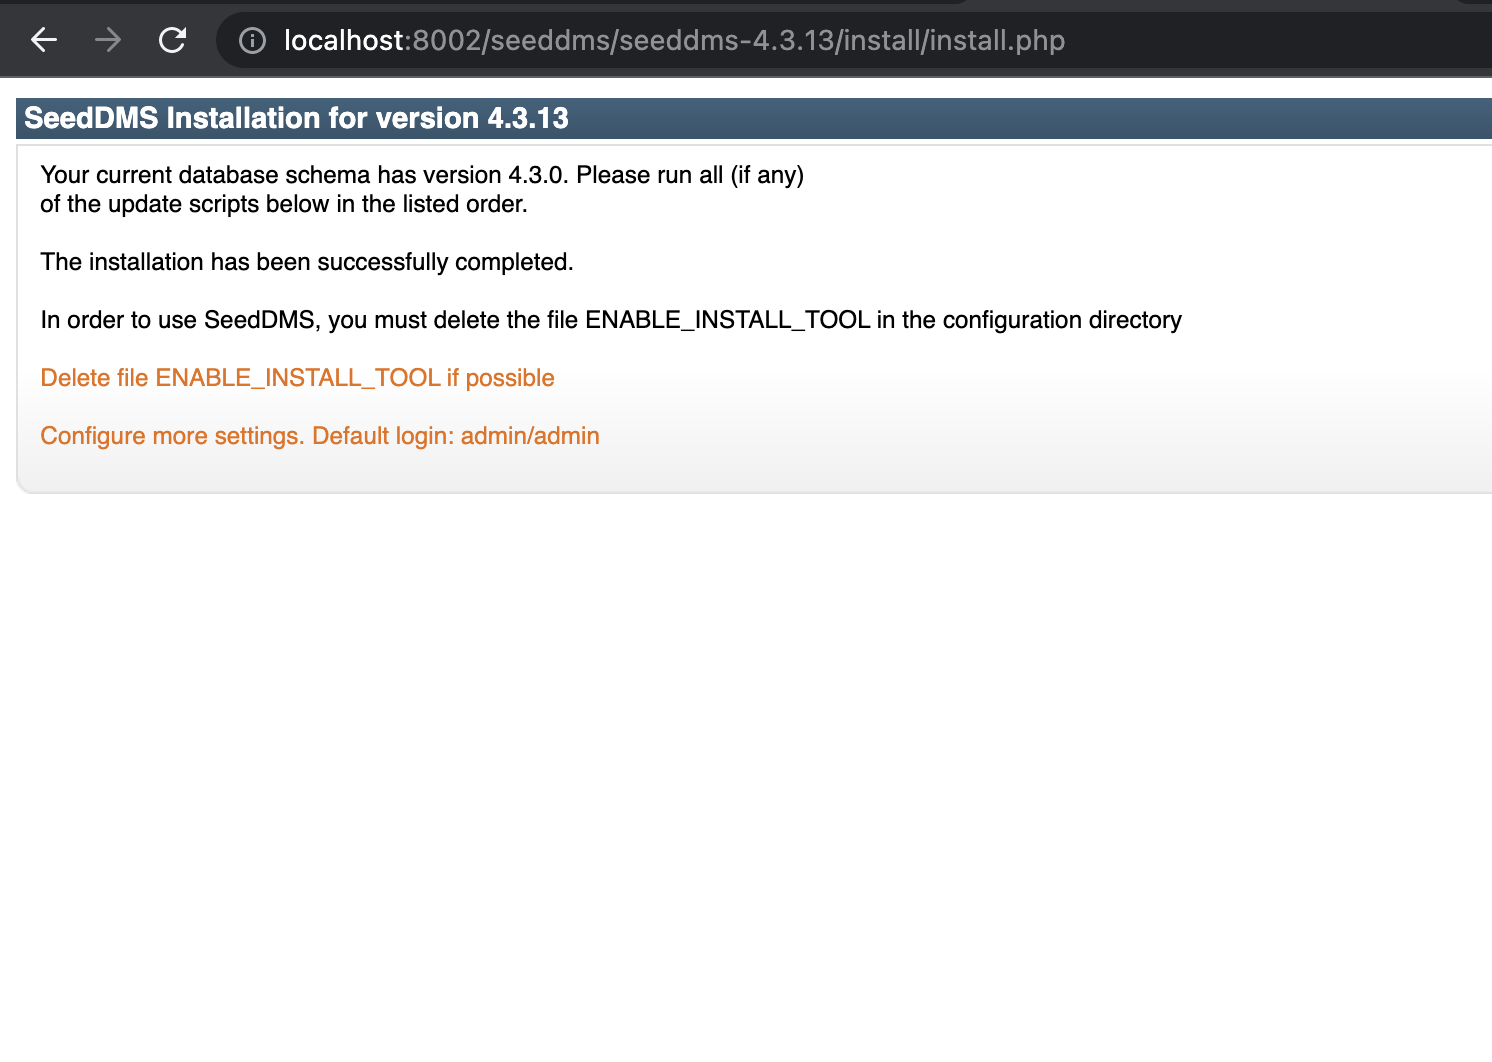 localhost:8002/seeddms/seeddms-4.3.13/install/install.php
SeedDMS Installation for version 4.3.13
Your current database schema has version 4.3.0. Please run all (if any)
of the update scripts below in the listed order.
The installation has been successfully completed.
In order to use SeedDMS, you must delete the file ENABLE_INSTALL_TOOL in the configuration directory
Delete file ENABLE_INSTALL_TOOL if possible
Configure more settings. Default login: admin/admin